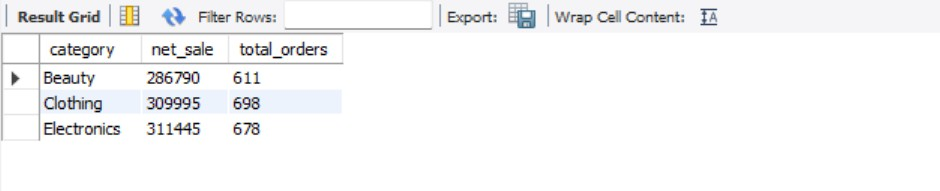 Result Grid Filter Rows: Export: Wrap Cell Content: IA
category net_sale total_orders
Beauty 286790 611
Clothing 309995 698
Electronics 311445 678